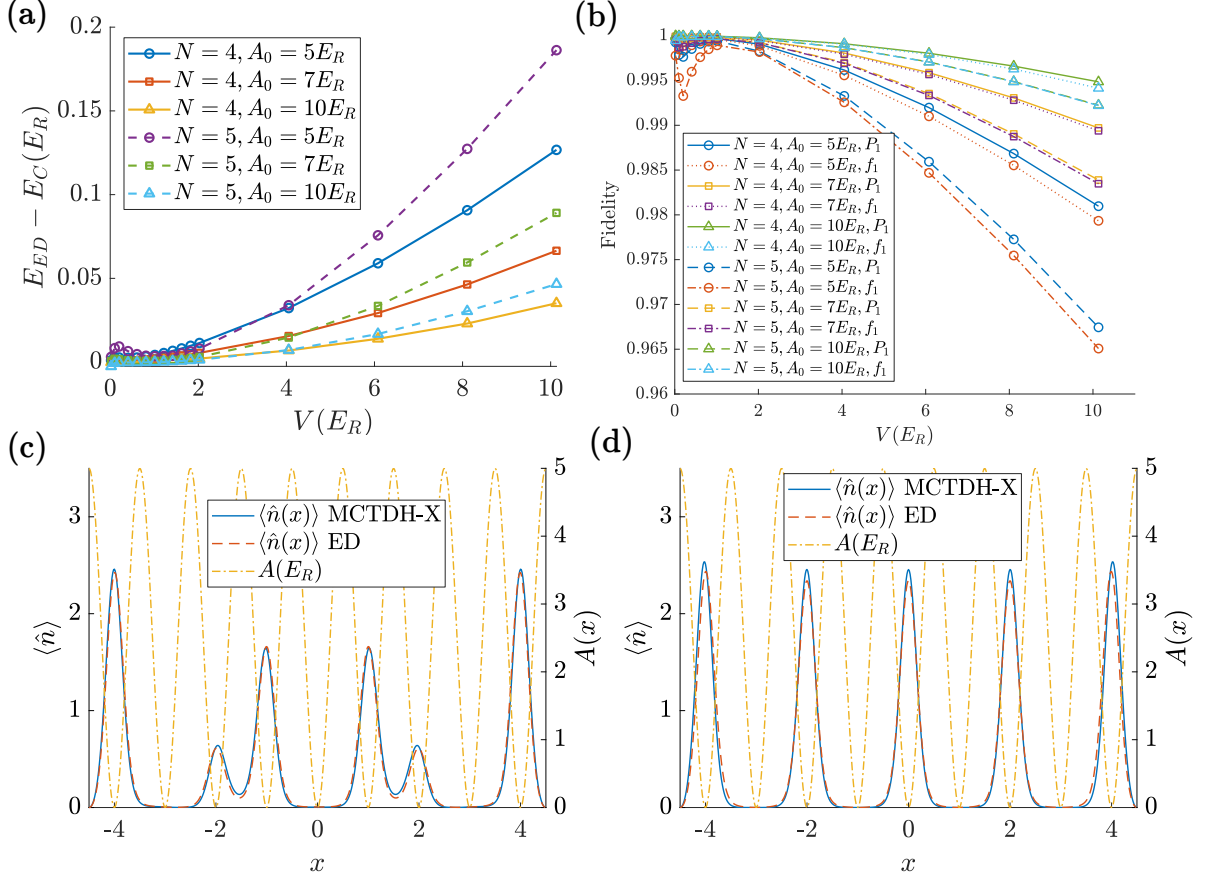 (a)
0.2
0.15
0.1
0.05
0
E_{ED} − E_C(E_R)
N = 4, A_0 = 5E_R
N = 4, A_0 = 7E_R
N = 4, A_0 = 10E_R
N = 5, A_0 = 5E_R
N = 5, A_0 = 7E_R
N = 5, A_0 = 10E_R
0 2 4 6 8 10
V(E_R)
(b)
1
0.995
0.99
0.985
0.98
0.975
0.97
0.965
0.96
Fidelity
N = 4, A_0 = 5E_R, P_1
N = 4, A_0 = 5E_R, f_1
N = 4, A_0 = 7E_R, P_1
N = 4, A_0 = 7E_R, f_1
N = 4, A_0 = 10E_R, P_1
N = 4, A_0 = 10E_R, f_1
N = 5, A_0 = 5E_R, P_1
N = 5, A_0 = 5E_R, f_1
N = 5, A_0 = 7E_R, P_1
N = 5, A_0 = 7E_R, f_1
N = 5, A_0 = 10E_R, P_1
N = 5, A_0 = 10E_R, f_1
0 2 4 6 8 10
V(E_R)
(c)
3
2
1
0
⟨n̂⟩
⟨n̂(x)⟩ MCTDH-X
⟨n̂(x)⟩ ED
A(E_R)
5
4
3
2
1
0
A(x)
-4 -2 0 2 4
x
(d)
3
2
1
0
⟨n̂⟩
⟨n̂(x)⟩ MCTDH-X
⟨n̂(x)⟩ ED
A(E_R)
5
4
3
2
1
0
A(x)
-4 -2 0 2 4
x